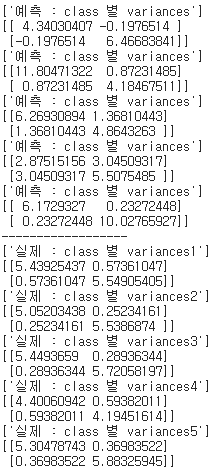 ['예측 : class 별 variances']
[[ 4.34030407 -0.1976514 ]
[-0.1976514   6.46683841]]
['예측 : class 별 variances']
[[11.80471322  0.87231485]
[ 0.87231485  4.18467511]]
['예측 : class 별 variances']
[[6.26930894 1.36810443]
[1.36810443 4.8643263 ]]
['예측 : class 별 variances']
[[2.87515156 3.04509317]
[3.04509317 5.5075485 ]]
['예측 : class 별 variances']
[[ 6.1729327   0.23272448]
[ 0.23272448 10.02765927]]
------------------
['실제 : class 별 variances1']
[[5.43925437 0.57361047]
[0.57361047 5.54905405]]
['실제 : class 별 variances2']
[[5.05203438 0.25234161]
[0.25234161 5.5386874 ]]
['실제 : class 별 variances3']
[[5.4493659  0.28936344]
[0.28936344 5.72058197]]
['실제 : class 별 variances4']
[[4.40060942 0.59382011]
[0.59382011 4.19451614]]
['실제 : class 별 variances5']
[[5.30478743 0.36983522]
[0.36983522 5.88325945]]